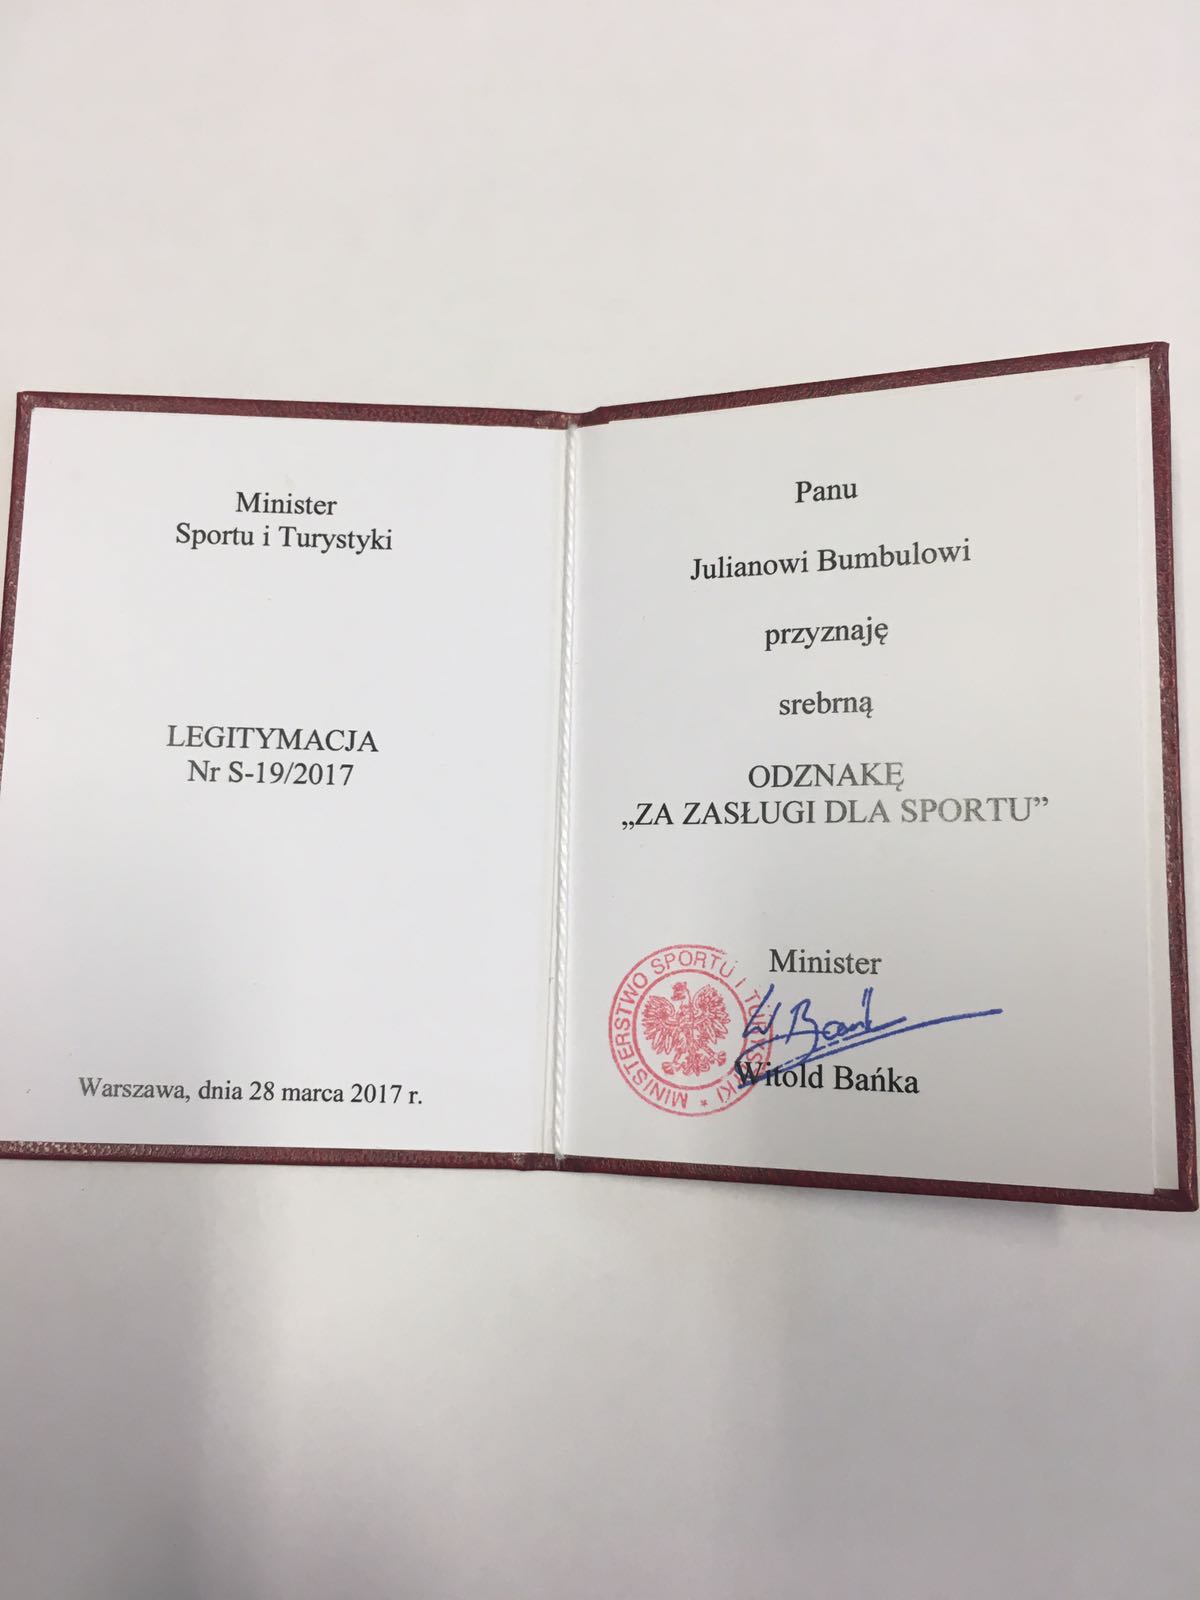 Minister
Sportu i Turystyki
LEGITYMACJA
Nr S-19/2017
Warszawa, dnia 28 marca 2017 r.
Panu
Julianowi Bumbulowi
przyznaję
srebrną
ODZNAKĘ
„ZA ZASŁUGI DLA SPORTU”
Minister
W. Bańka
Witold Bańka
MINISTERSTWO SPORTU I TURYSTYKI *